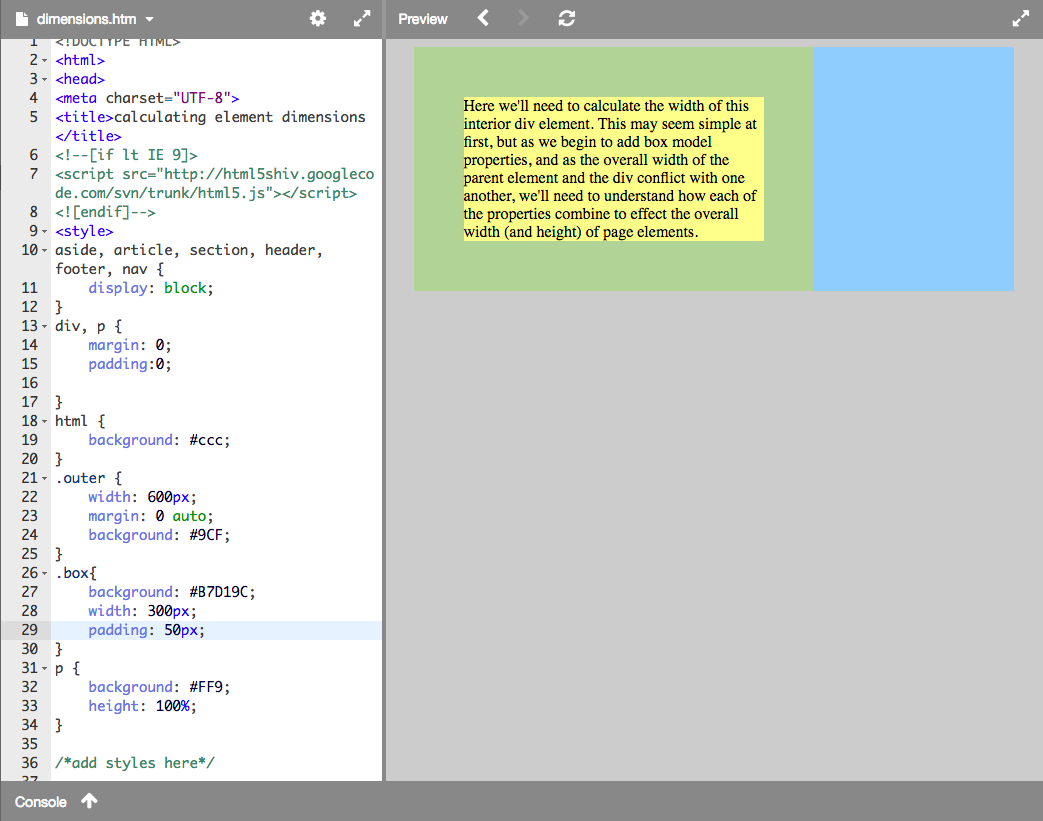 dimensions.htm
Preview
1 <!DOCTYPE HTML>
2 <html>
3 <head>
4 <meta charset="UTF-8">
5 <title>calculating element dimensions
</title>
6 <!--[if lt IE 9]>
7 <script src="http://html5shiv.googleco
de.com/svn/trunk/html5.js"></script>
8 <![endif]-->
9 <style>
10 aside, article, section, header,
footer, nav {
11 display: block;
12 }
13 div, p {
14 margin: 0;
15 padding:0;
16
17 }
18 html {
19 background: #ccc;
20 }
21 .outer {
22 width: 600px;
23 margin: 0 auto;
24 background: #9CF;
25 }
26 .box{
27 background: #B7D19C;
28 width: 300px;
29 padding: 50px;
30 }
31 p {
32 background: #FF9;
33 height: 100%;
34 }
35
36 /*add styles here*/
37
Here we'll need to calculate the width of this
interior div element. This may seem simple at
first, but as we begin to add box model
properties, and as the overall width of the
parent element and the div conflict with one
another, we'll need to understand how each of
the properties combine to effect the overall
width (and height) of page elements.
Console